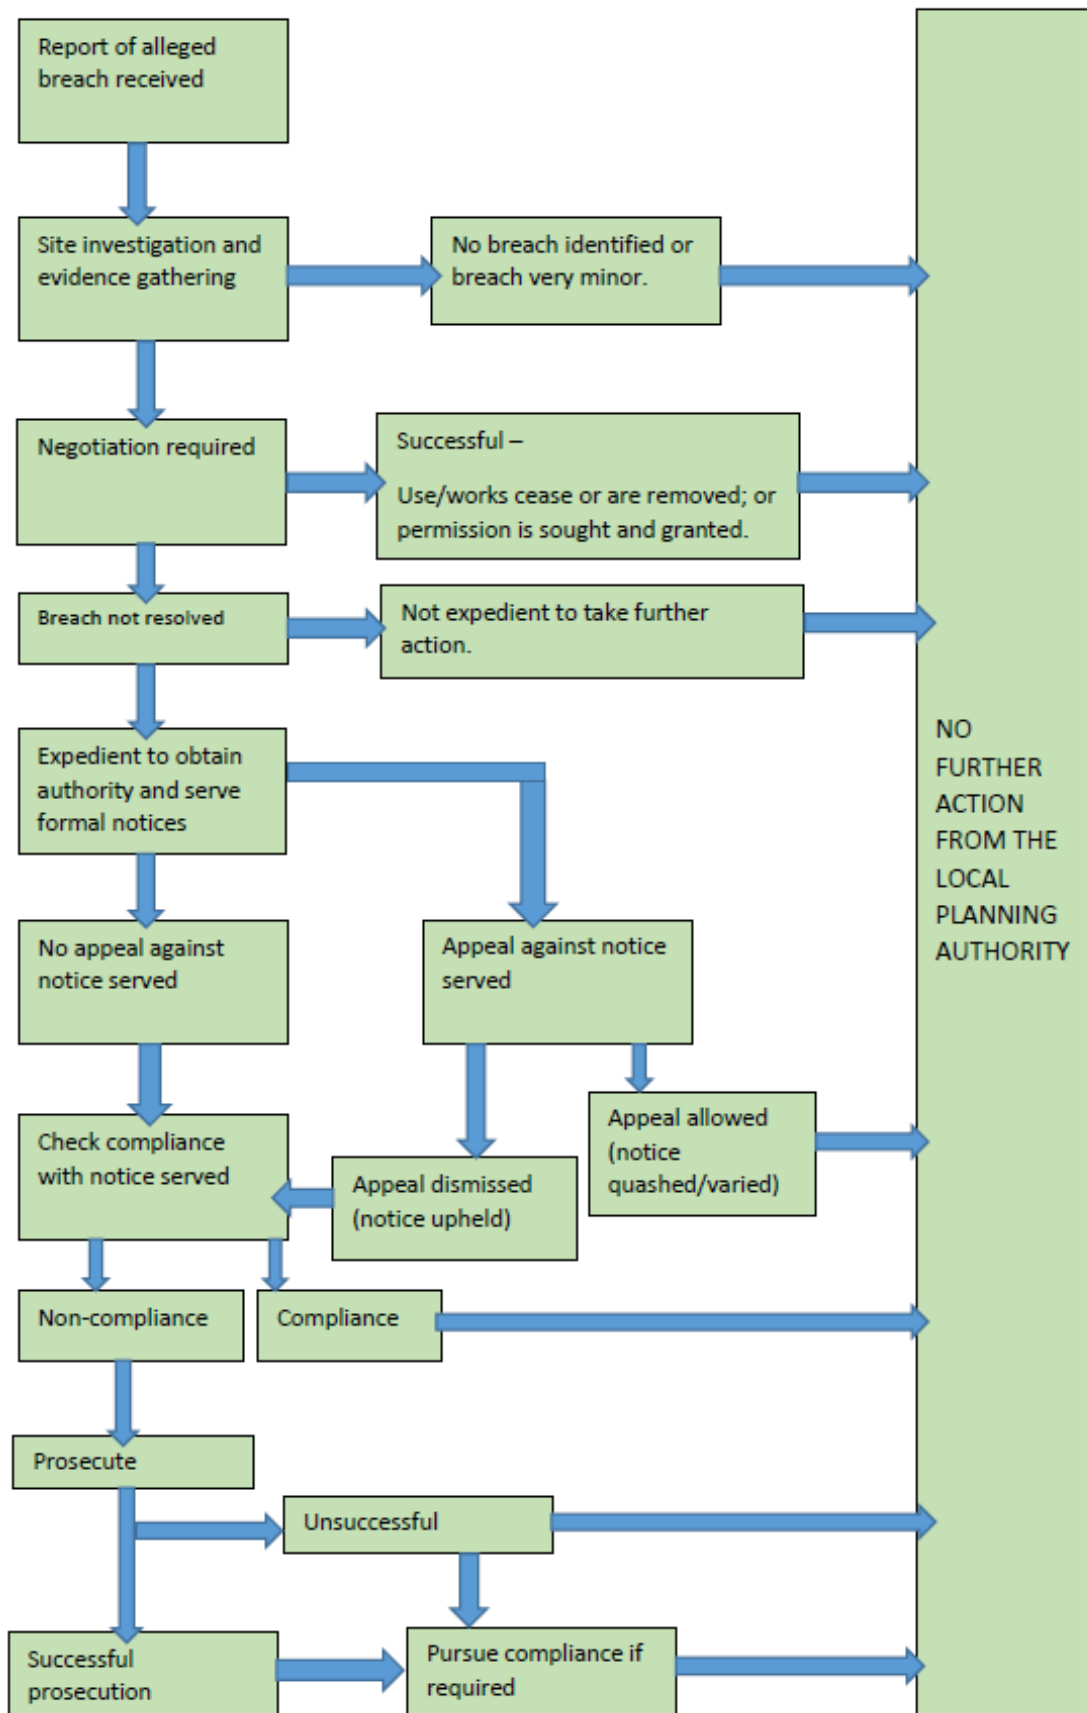 Report of alleged
breach received
Site investigation and
evidence gathering
No breach identified or
breach very minor.
Negotiation required
Successful –
Use/works cease or are removed; or
permission is sought and granted.
Breach not resolved
Not expedient to take further
action.
Expedient to obtain
authority and serve
formal notices
No appeal against
notice served
Appeal against notice
served
Check compliance
with notice served
Appeal dismissed
(notice upheld)
Appeal allowed
(notice
quashed/varied)
Non-compliance
Compliance
Prosecute
Unsuccessful
Successful
prosecution
Pursue compliance if
required
NO
FURTHER
ACTION
FROM THE
LOCAL
PLANNING
AUTHORITY